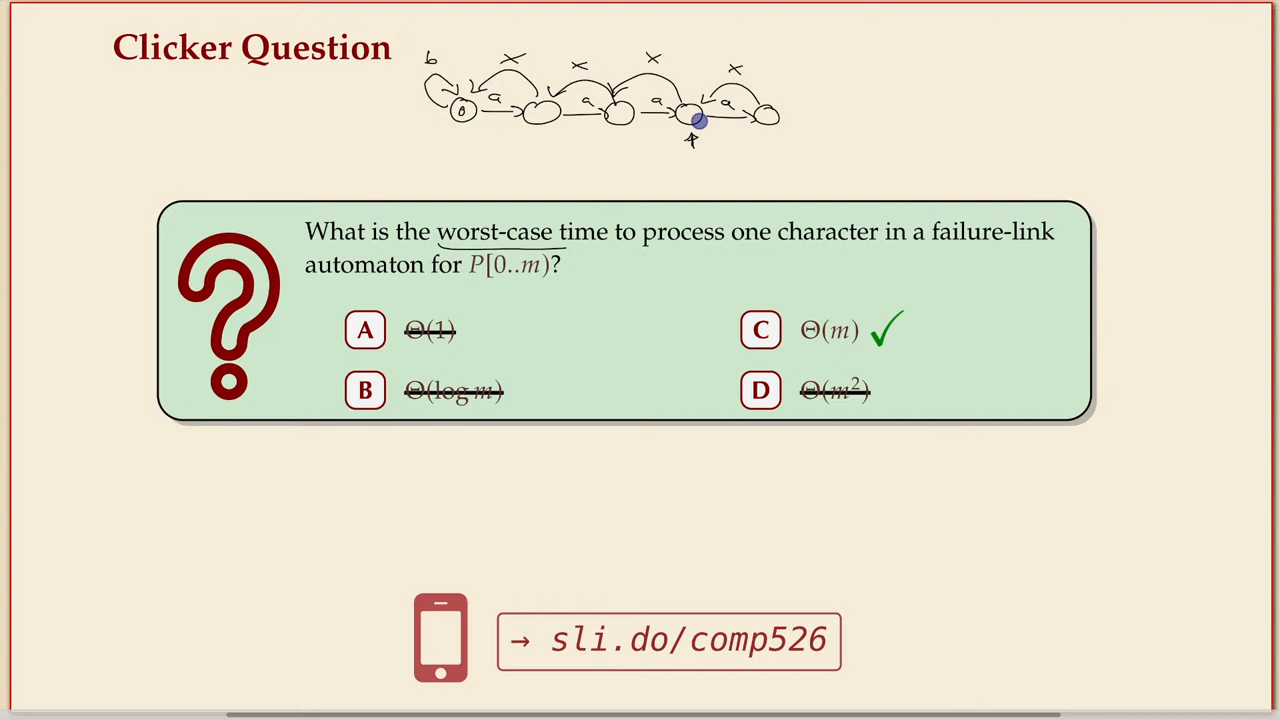 Clicker Question
b
× × × ×
a a a a
0
What is the worst-case time to process one character in a failure-link
automaton for P[0..m)?
A Θ(1)
C Θ(m) ✓
B Θ(log m)
D Θ(m²)
→ sli.do/comp526